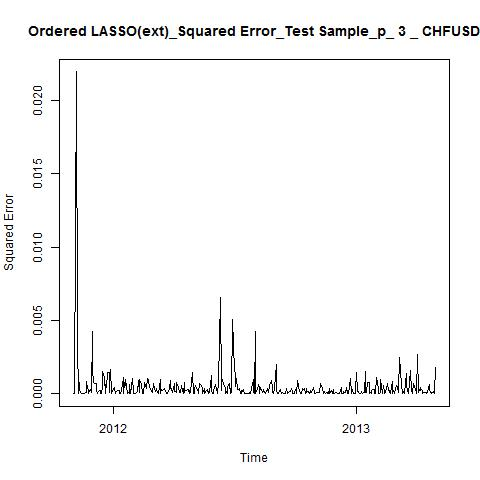 Ordered LASSO(ext)_Squared Error_Test Sample_p_ 3 _ CHFUSD
Squared Error
0.020
0.015
0.010
0.005
0.000
2012 2013
Time